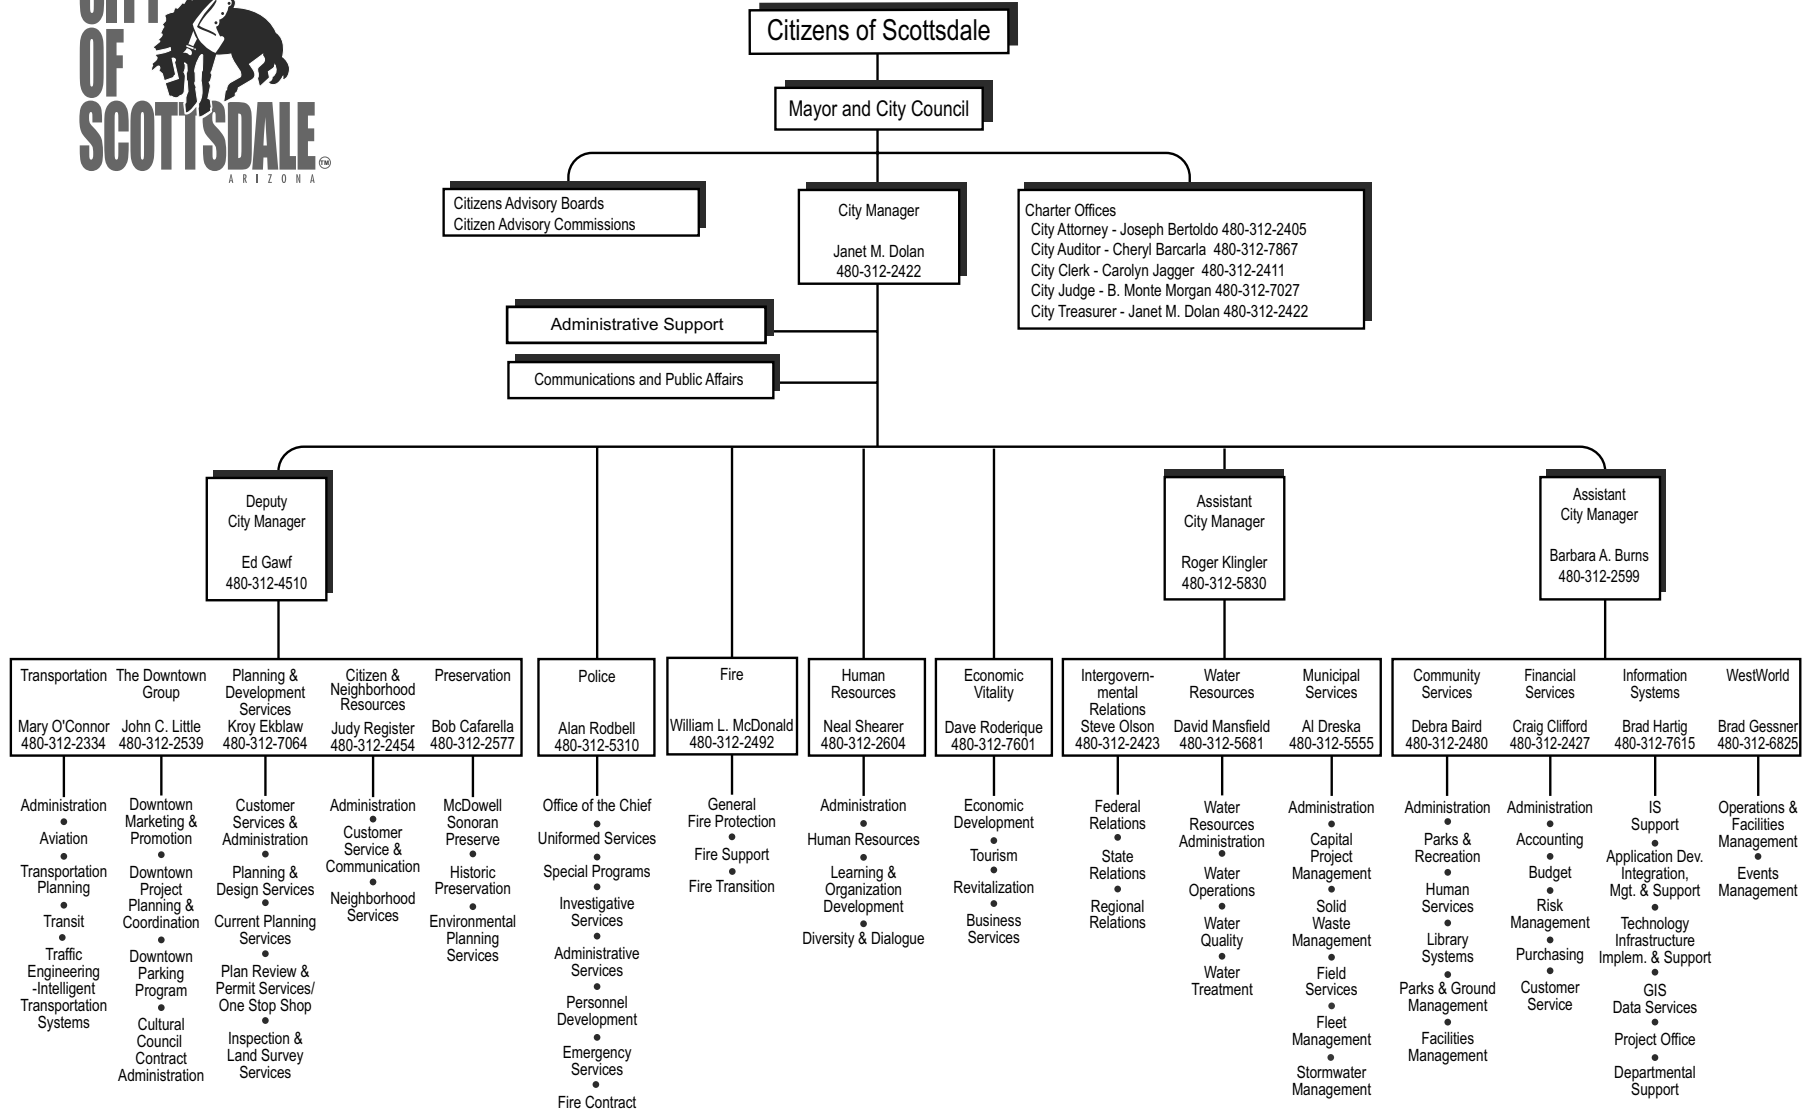 CITY
OF
SCOTTSDALE
TM
ARIZONA
Citizens of Scottsdale
Mayor and City Council
Citizens Advisory Boards
Citizen Advisory Commissions
City Manager
Janet M. Dolan
480-312-2422
Charter Offices
City Attorney - Joseph Bertoldo 480-312-2405
City Auditor - Cheryl Barcarla 480-312-7867
City Clerk - Carolyn Jagger 480-312-2411
City Judge - B. Monte Morgan 480-312-7027
City Treasurer - Janet M. Dolan 480-312-2422
Administrative Support
Communications and Public Affairs
Deputy
City Manager
Ed Gawf
480-312-4510
Assistant
City Manager
Roger Klingler
480-312-5830
Assistant
City Manager
Barbara A. Burns
480-312-2599
Transportation
Mary O'Connor
480-312-2334
Administration
•
Aviation
•
Transportation
Planning
•
Transit
•
Traffic
Engineering
-Intelligent
Transportation
Systems
The Downtown
Group
John C. Little
480-312-2539
Downtown
Marketing &
Promotion
•
Downtown
Project
Planning &
Coordination
•
Downtown
Parking
Program
•
Cultural
Council
Contract
Administration
Planning &
Development
Services
Kroy Ekblaw
480-312-7064
Customer
Services &
Administration
•
Planning &
Design Services
•
Current Planning
Services
•
Plan Review &
Permit Services/
One Stop Shop
•
Inspection &
Land Survey
Services
Citizen &
Neighborhood
Resources
Judy Register
480-312-2454
Administration
•
Customer
Service &
Communication
•
Neighborhood
Services
Preservation
Bob Cafarella
480-312-2577
McDowell
Sonoran
Preserve
•
Historic
Preservation
•
Environmental
Planning
Services
Police
Alan Rodbell
480-312-5310
Office of the Chief
•
Uniformed Services
•
Special Programs
•
Investigative
Services
•
Administrative
Services
•
Personnel
Development
•
Emergency
Services
•
Fire Contract
Fire
William L. McDonald
480-312-2492
General
Fire Protection
•
Fire Support
•
Fire Transition
Human
Resources
Neal Shearer
480-312-2604
Administration
•
Human Resources
•
Learning &
Organization
Development
•
Diversity & Dialogue
Economic
Vitality
Dave Roderique
480-312-7601
Economic
Development
•
Tourism
•
Revitalization
•
Business
Services
Intergovern-
mental
Relations
Steve Olson
480-312-2423
Federal
Relations
•
State
Relations
•
Regional
Relations
Water
Resources
David Mansfield
480-312-5681
Water
Resources
Administration
•
Water
Operations
•
Water
Quality
•
Water
Treatment
Municipal
Services
Al Dreska
480-312-5555
Administration
•
Capital
Project
Management
•
Solid
Waste
Management
•
Field
Services
•
Fleet
Management
•
Stormwater
Management
Community
Services
Debra Baird
480-312-2480
Administration
•
Parks &
Recreation
•
Human
Services
•
Library
Systems
•
Parks & Ground
Management
•
Facilities
Management
Financial
Services
Craig Clifford
480-312-2427
Administration
•
Accounting
•
Budget
•
Risk
Management
•
Purchasing
•
Customer
Service
Information
Systems
Brad Hartig
480-312-7615
IS
Support
•
Application Dev.
Integration,
Mgt. & Support
•
Technology
Infrastructure
Implem. & Support
•
GIS
Data Services
•
Project Office
•
Departmental
Support
WestWorld
Brad Gessner
480-312-6825
Operations &
Facilities
Management
•
Events
Management